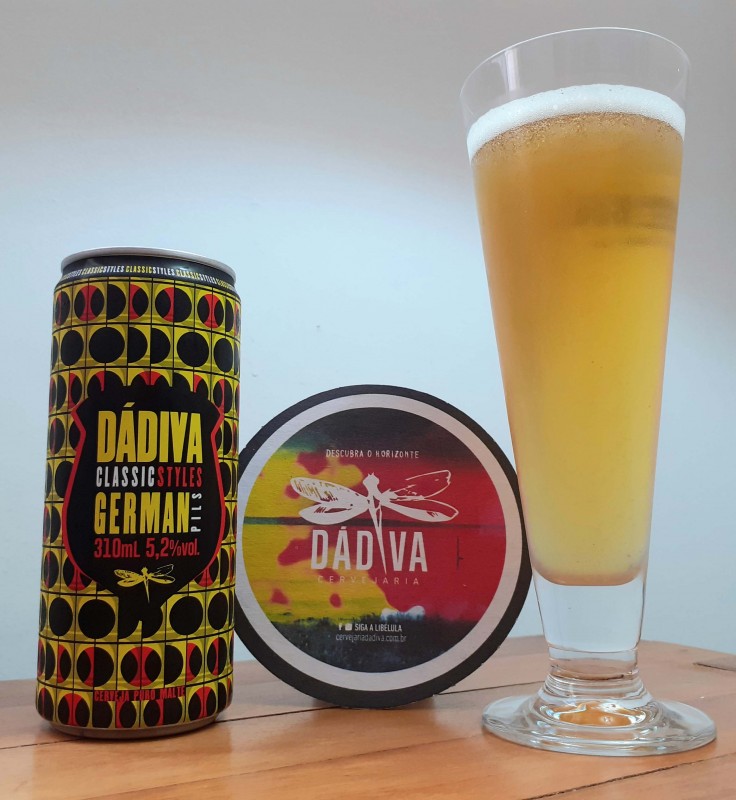 CLASSICSTYLES CLASSICSTYLES CLASSICSTYLES
DÁDIVA
CLASSICSTYLES
GERMAN PILS
310mL 5,2%vol.
CERVEJA PURO MALTE
DESCUBRA O HORIZONTE
DÁDIVA
CERVEJARIA
SIGA A LIBÉLULA
cervejariadadiva.com.br